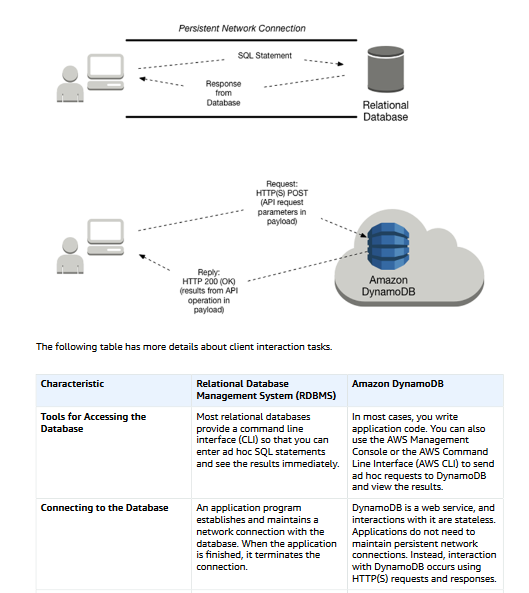 Persistent Network Connection
SQL Statement
Response
from
Database
Relational
Database
Request:
HTTP(S) POST
(API request
parameters in
payload)
Reply:
HTTP 200 (OK)
(results from API
operation in
payload)
Amazon
DynamoDB
The following table has more details about client interaction tasks.
Characteristic
Relational Database
Management System (RDBMS)
Amazon DynamoDB
Tools for Accessing the
Database
Most relational databases
provide a command line
interface (CLI) so that you can
enter ad hoc SQL statements
and see the results immediately.
In most cases, you write
application code. You can also
use the AWS Management
Console or the AWS Command
Line Interface (AWS CLI) to send
ad hoc requests to DynamoDB
and view the results.
Connecting to the Database
An application program
establishes and maintains a
network connection with the
database. When the application
is finished, it terminates the
connection.
DynamoDB is a web service, and
interactions with it are stateless.
Applications do not need to
maintain persistent network
connections. Instead, interaction
with DynamoDB occurs using
HTTP(S) requests and responses.